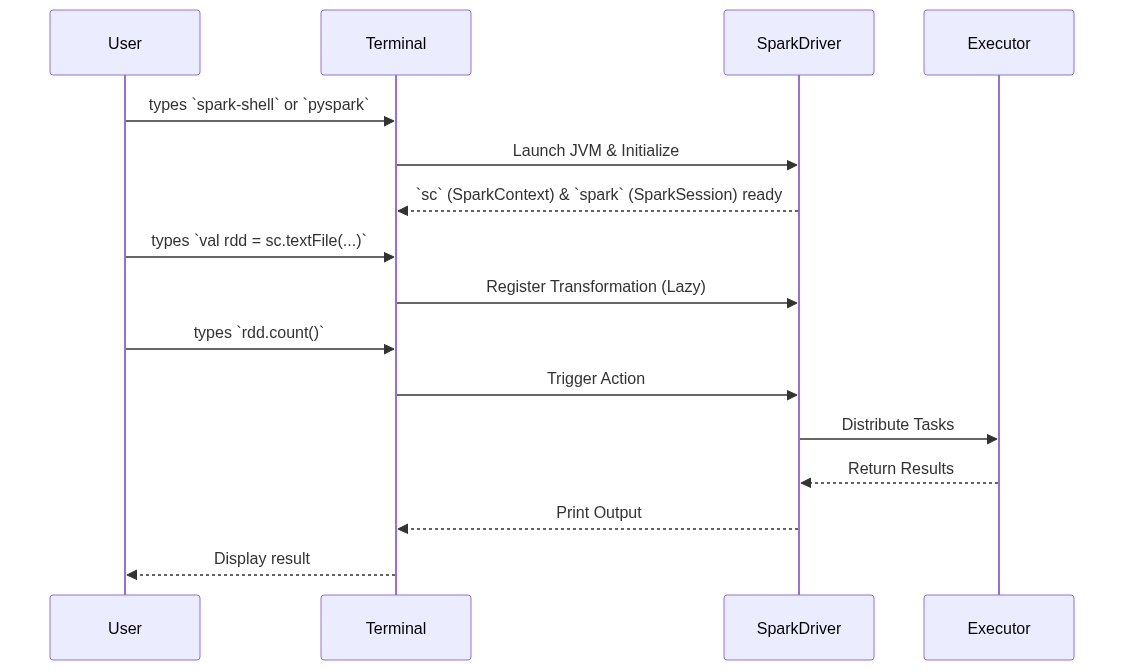 User
Terminal
SparkDriver
Executor
types `spark-shell` or `pyspark`
Launch JVM & Initialize
`sc` (SparkContext) & `spark` (SparkSession) ready
types `val rdd = sc.textFile(...)`
Register Transformation (Lazy)
types `rdd.count()`
Trigger Action
Distribute Tasks
Return Results
Print Output
Display result
User
Terminal
SparkDriver
Executor